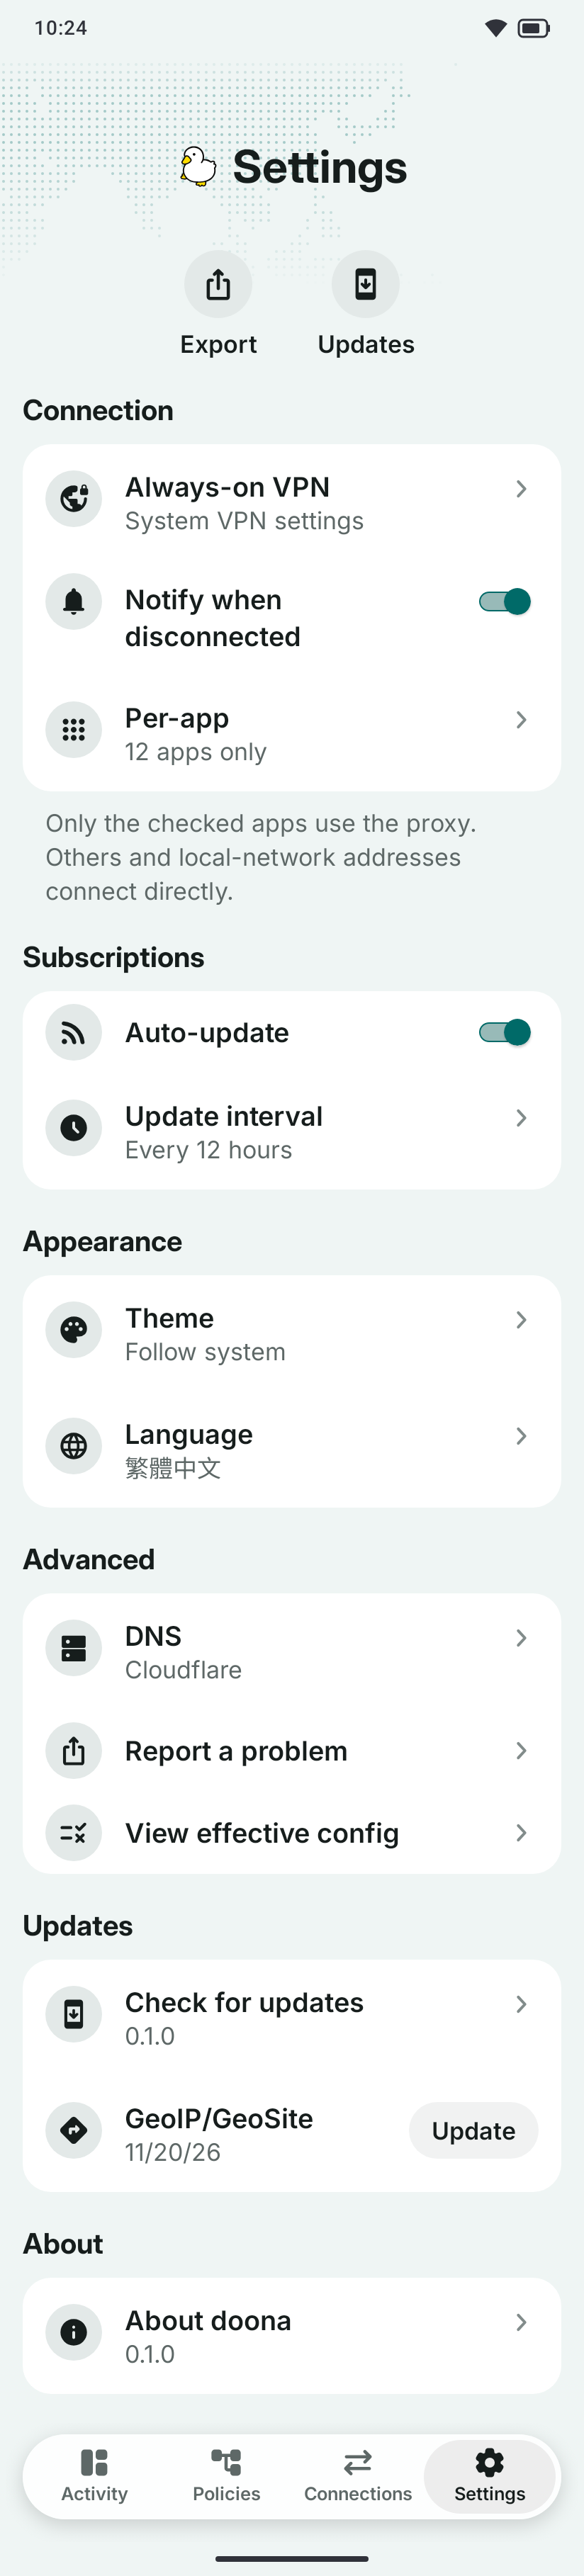 10:24
Settings
Export
Updates
Connection
Always-on VPN
System VPN settings
Notify when
disconnected
Per-app
12 apps only
Only the checked apps use the proxy.
Others and local-network addresses
connect directly.
Subscriptions
Auto-update
Update interval
Every 12 hours
Appearance
Theme
Follow system
Language
繁體中文
Advanced
DNS
Cloudflare
Report a problem
View effective config
Updates
Check for updates
0.1.0
GeoIP/GeoSite
11/20/26
Update
About
About doona
0.1.0
Activity
Policies
Connections
Settings